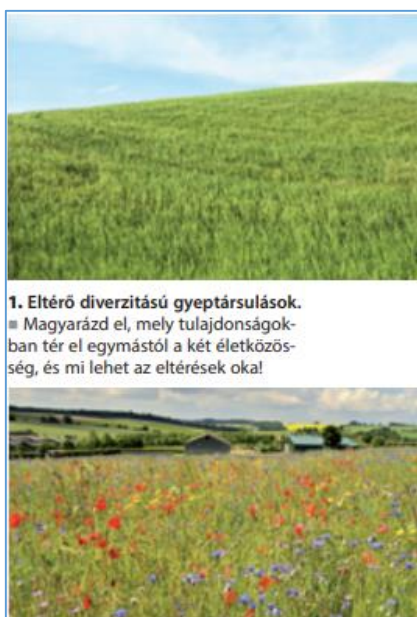 1. Eltérő diverzitású gyeptársulások.
■ Magyarázd el, mely tulajdonságok-
ban tér el egymástól a két életközös-
ség, és mi lehet az eltérések oka!